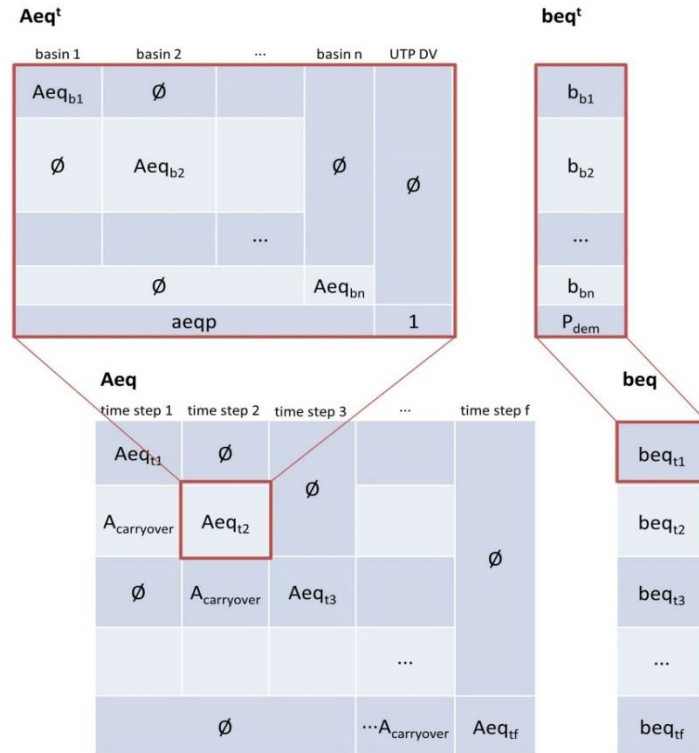 Aeqᵗ beqᵗ
basin 1 basin 2 ... basin n UTP DV
Aeq_b1 Ø b_b1
Ø Aeq_b2 Ø Ø b_b2
... ...
Ø Aeq_bn b_bn
aeqp 1 P_dem
Aeq beq
time step 1 time step 2 time step 3 ... time step f
Aeq_t1 Ø Ø beq_t1
A_carryover Aeq_t2 Ø beq_t2
Ø A_carryover Aeq_t3 beq_t3
... ...
Ø ...A_carryover Aeq_tf beq_tf